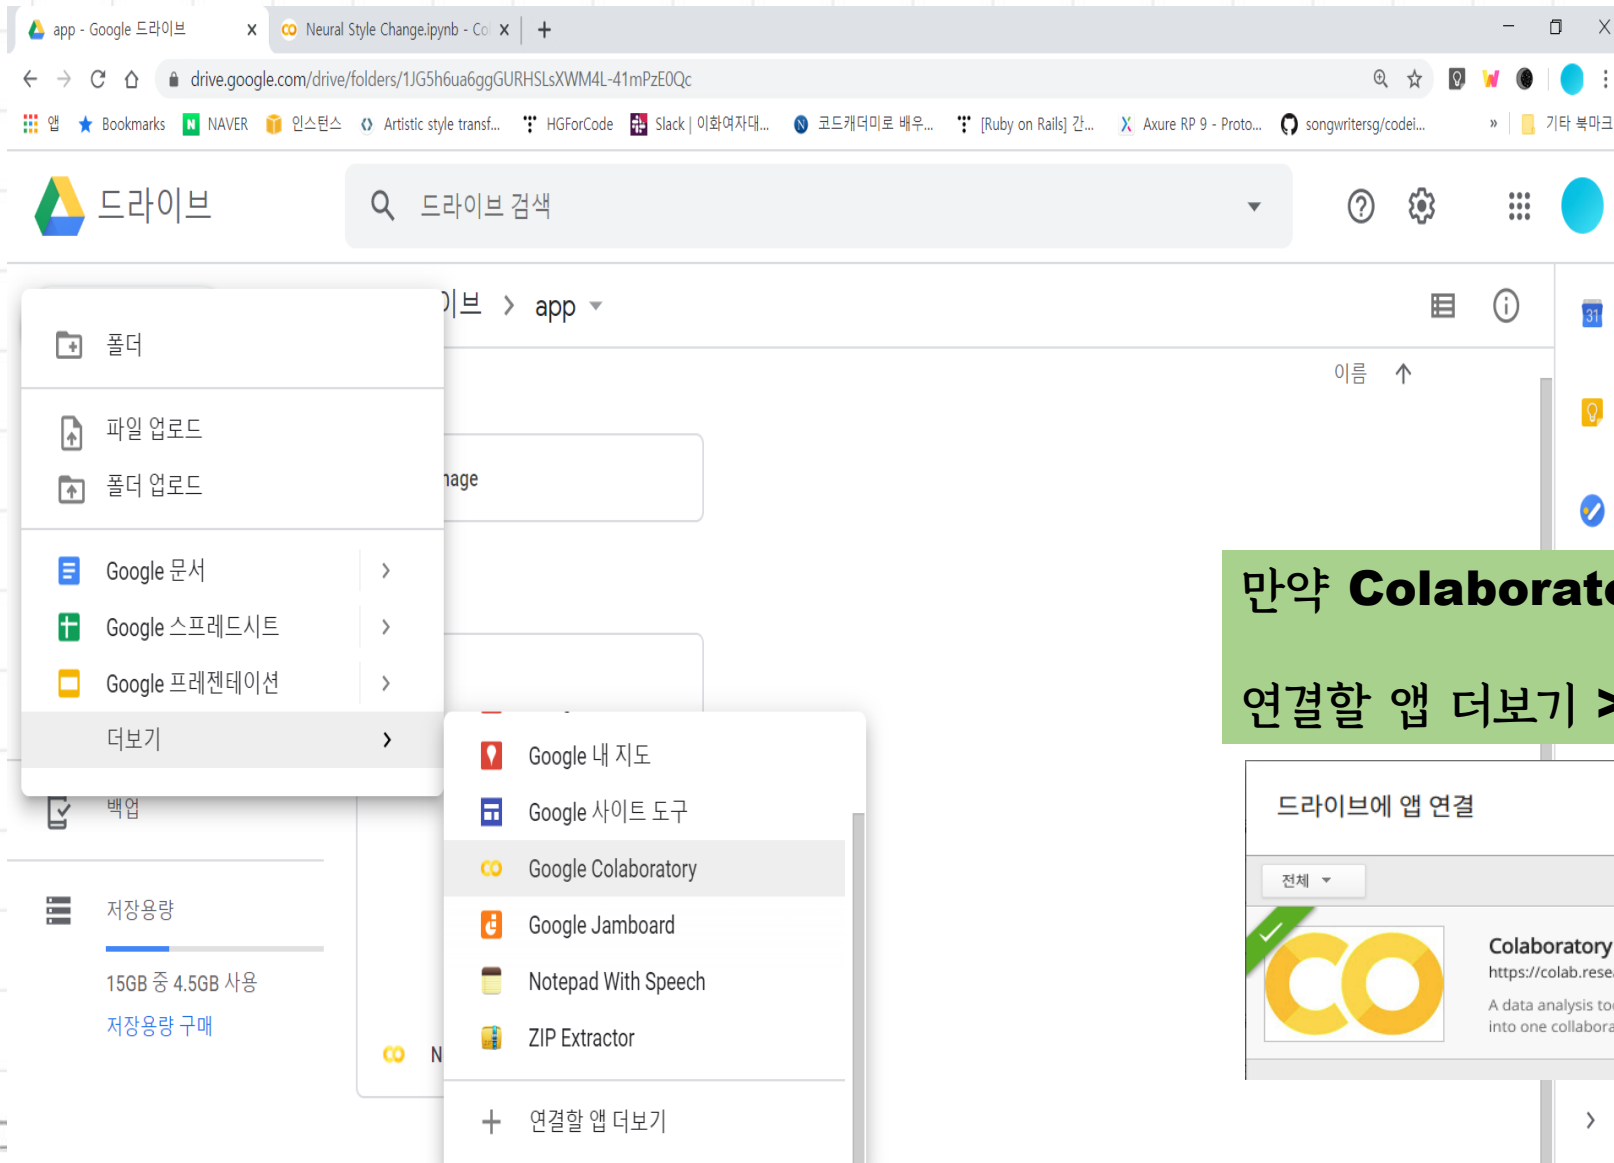 app - Google 드라이브
Neural Style Change.ipynb - Co
drive.google.com/drive/folders/1JG5h6ua6ggGURHSLsXWM4L-41mPzE0Qc
앱 Bookmarks NAVER 인스턴스 Artistic style transf... HGForCode Slack | 이화여자대... 코드캐더미로 배우... [Ruby on Rails] 간... Axure RP 9 - Proto... songwritersg/codei... » 기타 북마크
드라이브
드라이브 검색
이브 > app
이름
폴더
파일 업로드
폴더 업로드
Google 문서
Google 스프레드시트
Google 프레젠테이션
더보기
백업
저장용량
15GB 중 4.5GB 사용
저장용량 구매
Google 내 지도
Google 사이트 도구
Google Colaboratory
Google Jamboard
Notepad With Speech
ZIP Extractor
연결할 앱 더보기
31
만약 Colaborato
연결할 앱 더보기 >
드라이브에 앱 연결
전체
Colaboratory
https://colab.resea
A data analysis too
into one collabora